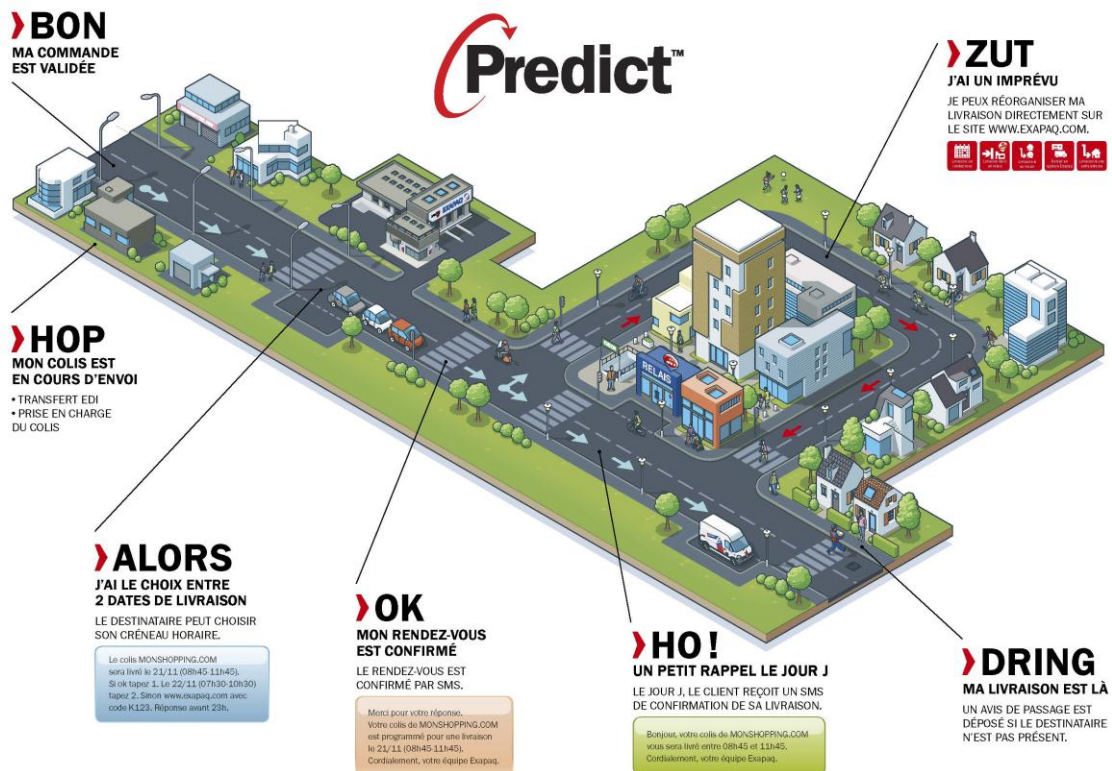 BON
MA COMMANDE
EST VALIDÉE
Predict™
ZUT
J'AI UN IMPRÉVU
JE PEUX RÉORGANISER MA
LIVRAISON DIRECTEMENT SUR
LE SITE WWW.EXAPAQ.COM.
EXAPAQ
RELAIS
HOP
MON COLIS EST
EN COURS D'ENVOI
• TRANSFERT EDI
• PRISE EN CHARGE
DU COLIS
ALORS
J'AI LE CHOIX ENTRE
2 DATES DE LIVRAISON
LE DESTINATAIRE PEUT CHOISIR
SON CRÉNEAU HORAIRE.
Le colis MONSHOPPING.COM
sera livré le 21/11 (08h45-11h45).
Si ok tapez 1. Le 22/11 (07h30-10h30)
tapez 2. Sinon www.exapaq.com avec
code K123. Réponse avant 23h.
OK
MON RENDEZ-VOUS
EST CONFIRMÉ
LE RENDEZ-VOUS EST
CONFIRMÉ PAR SMS.
Merci pour votre réponse.
Votre colis de MONSHOPPING.COM
est programmé pour une livraison
le 21/11 (08h45-11h45).
Cordialement, votre équipe Exapaq.
HO !
UN PETIT RAPPEL LE JOUR J
LE JOUR J, LE CLIENT REÇOIT UN SMS
DE CONFIRMATION DE SA LIVRAISON.
Bonjour, votre colis de MONSHOPPING.COM
vous sera livré entre 08h45 et 11h45.
Cordialement, votre équipe Exapaq.
DRING
MA LIVRAISON EST LÀ
UN AVIS DE PASSAGE EST
DÉPOSÉ SI LE DESTINATAIRE
N'EST PAS PRÉSENT.